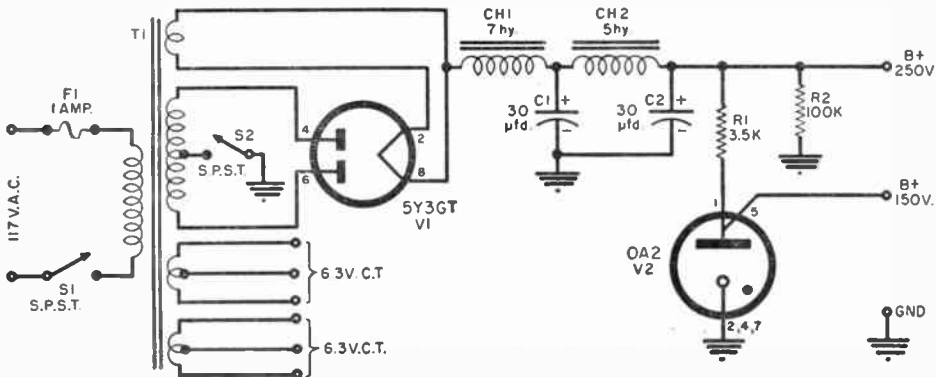 T1
CH1
7hy.
CH2
5hy
B+
250V.
F1
1 AMP.
4
2
S2
S.P.S.T.
6
8
C1
+
30
μfd.
−
C2
+
30
μfd.
−
R1
3.5K
R2
100K
117 V.A.C.
5Y3GT
V1
1
5
B+
150V.
S1
S.P.S.T.
6.3V. C.T
OA2
V2
2,4,7
GND
6.3V.C.T.